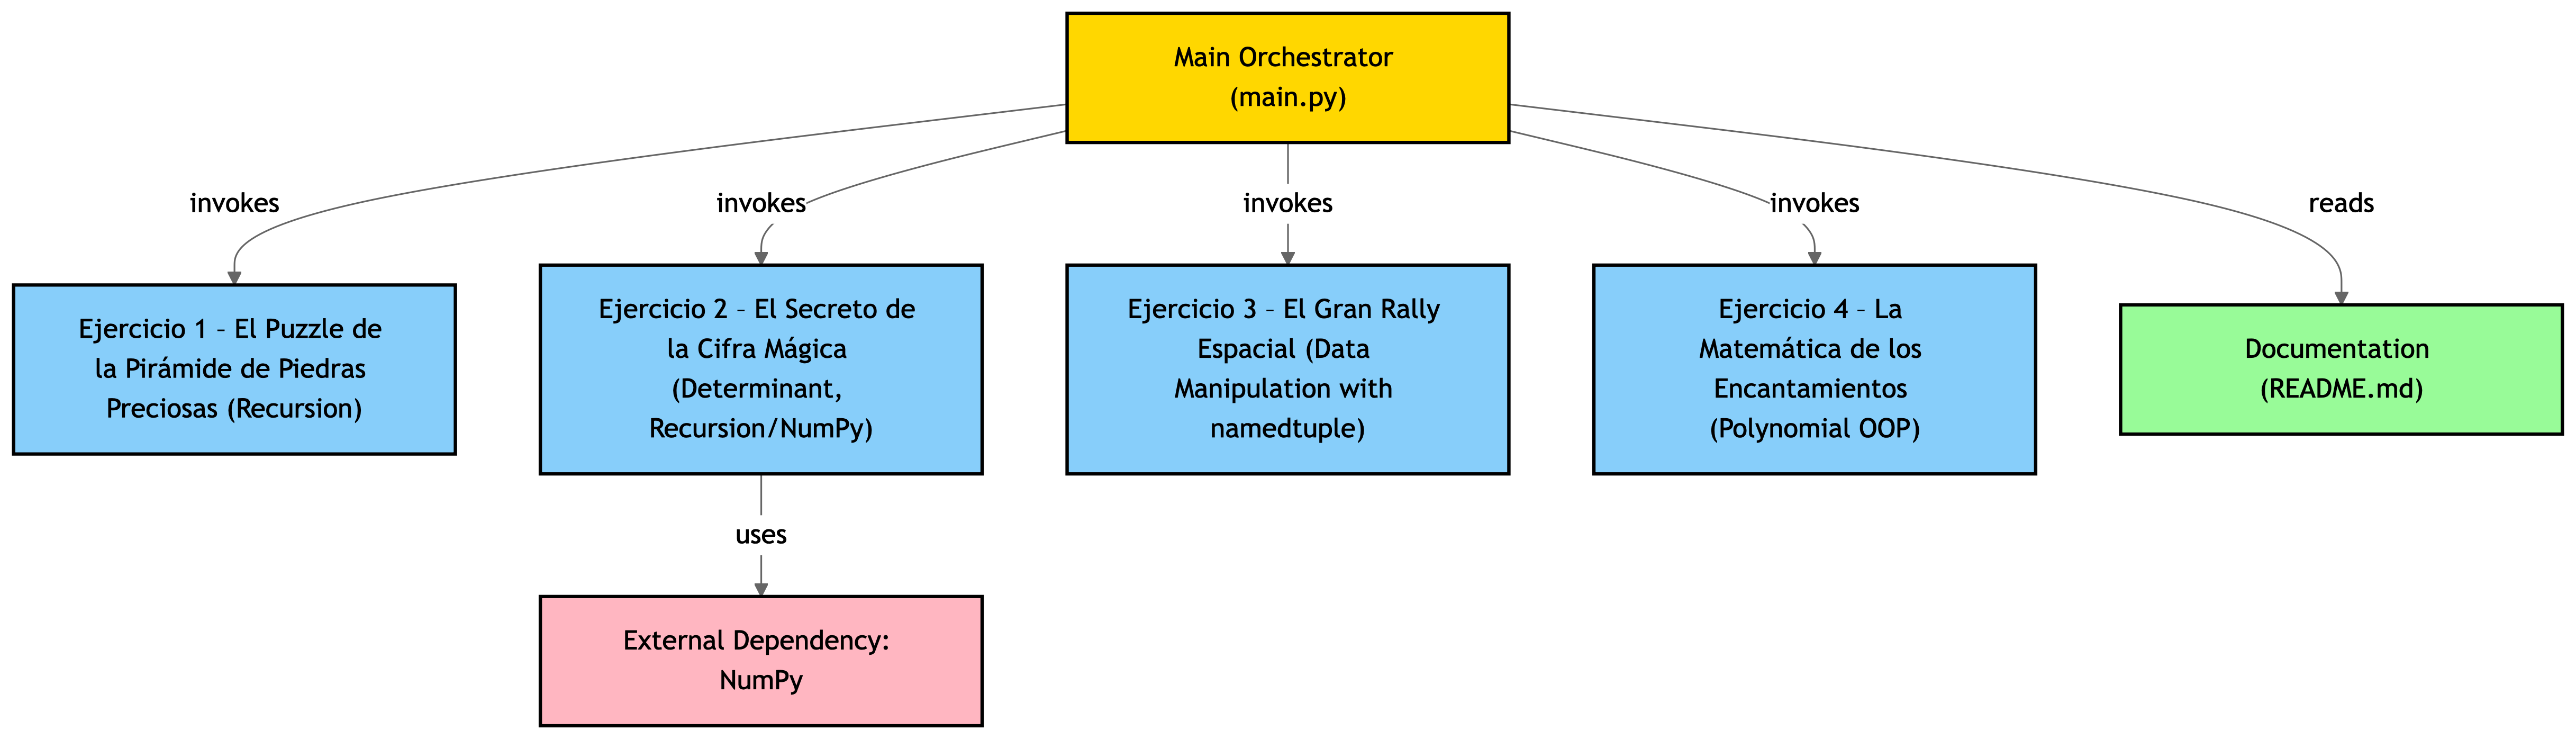 Main Orchestrator
(main.py)
invokes
invokes
invokes
invokes
reads
Ejercicio 1 – El Puzzle de
la Pirámide de Piedras
Preciosas (Recursion)
Ejercicio 2 – El Secreto de
la Cifra Mágica
(Determinant,
Recursion/NumPy)
Ejercicio 3 – El Gran Rally
Espacial (Data
Manipulation with
namedtuple)
Ejercicio 4 – La
Matemática de los
Encantamientos
(Polynomial OOP)
Documentation
(README.md)
uses
External Dependency:
NumPy